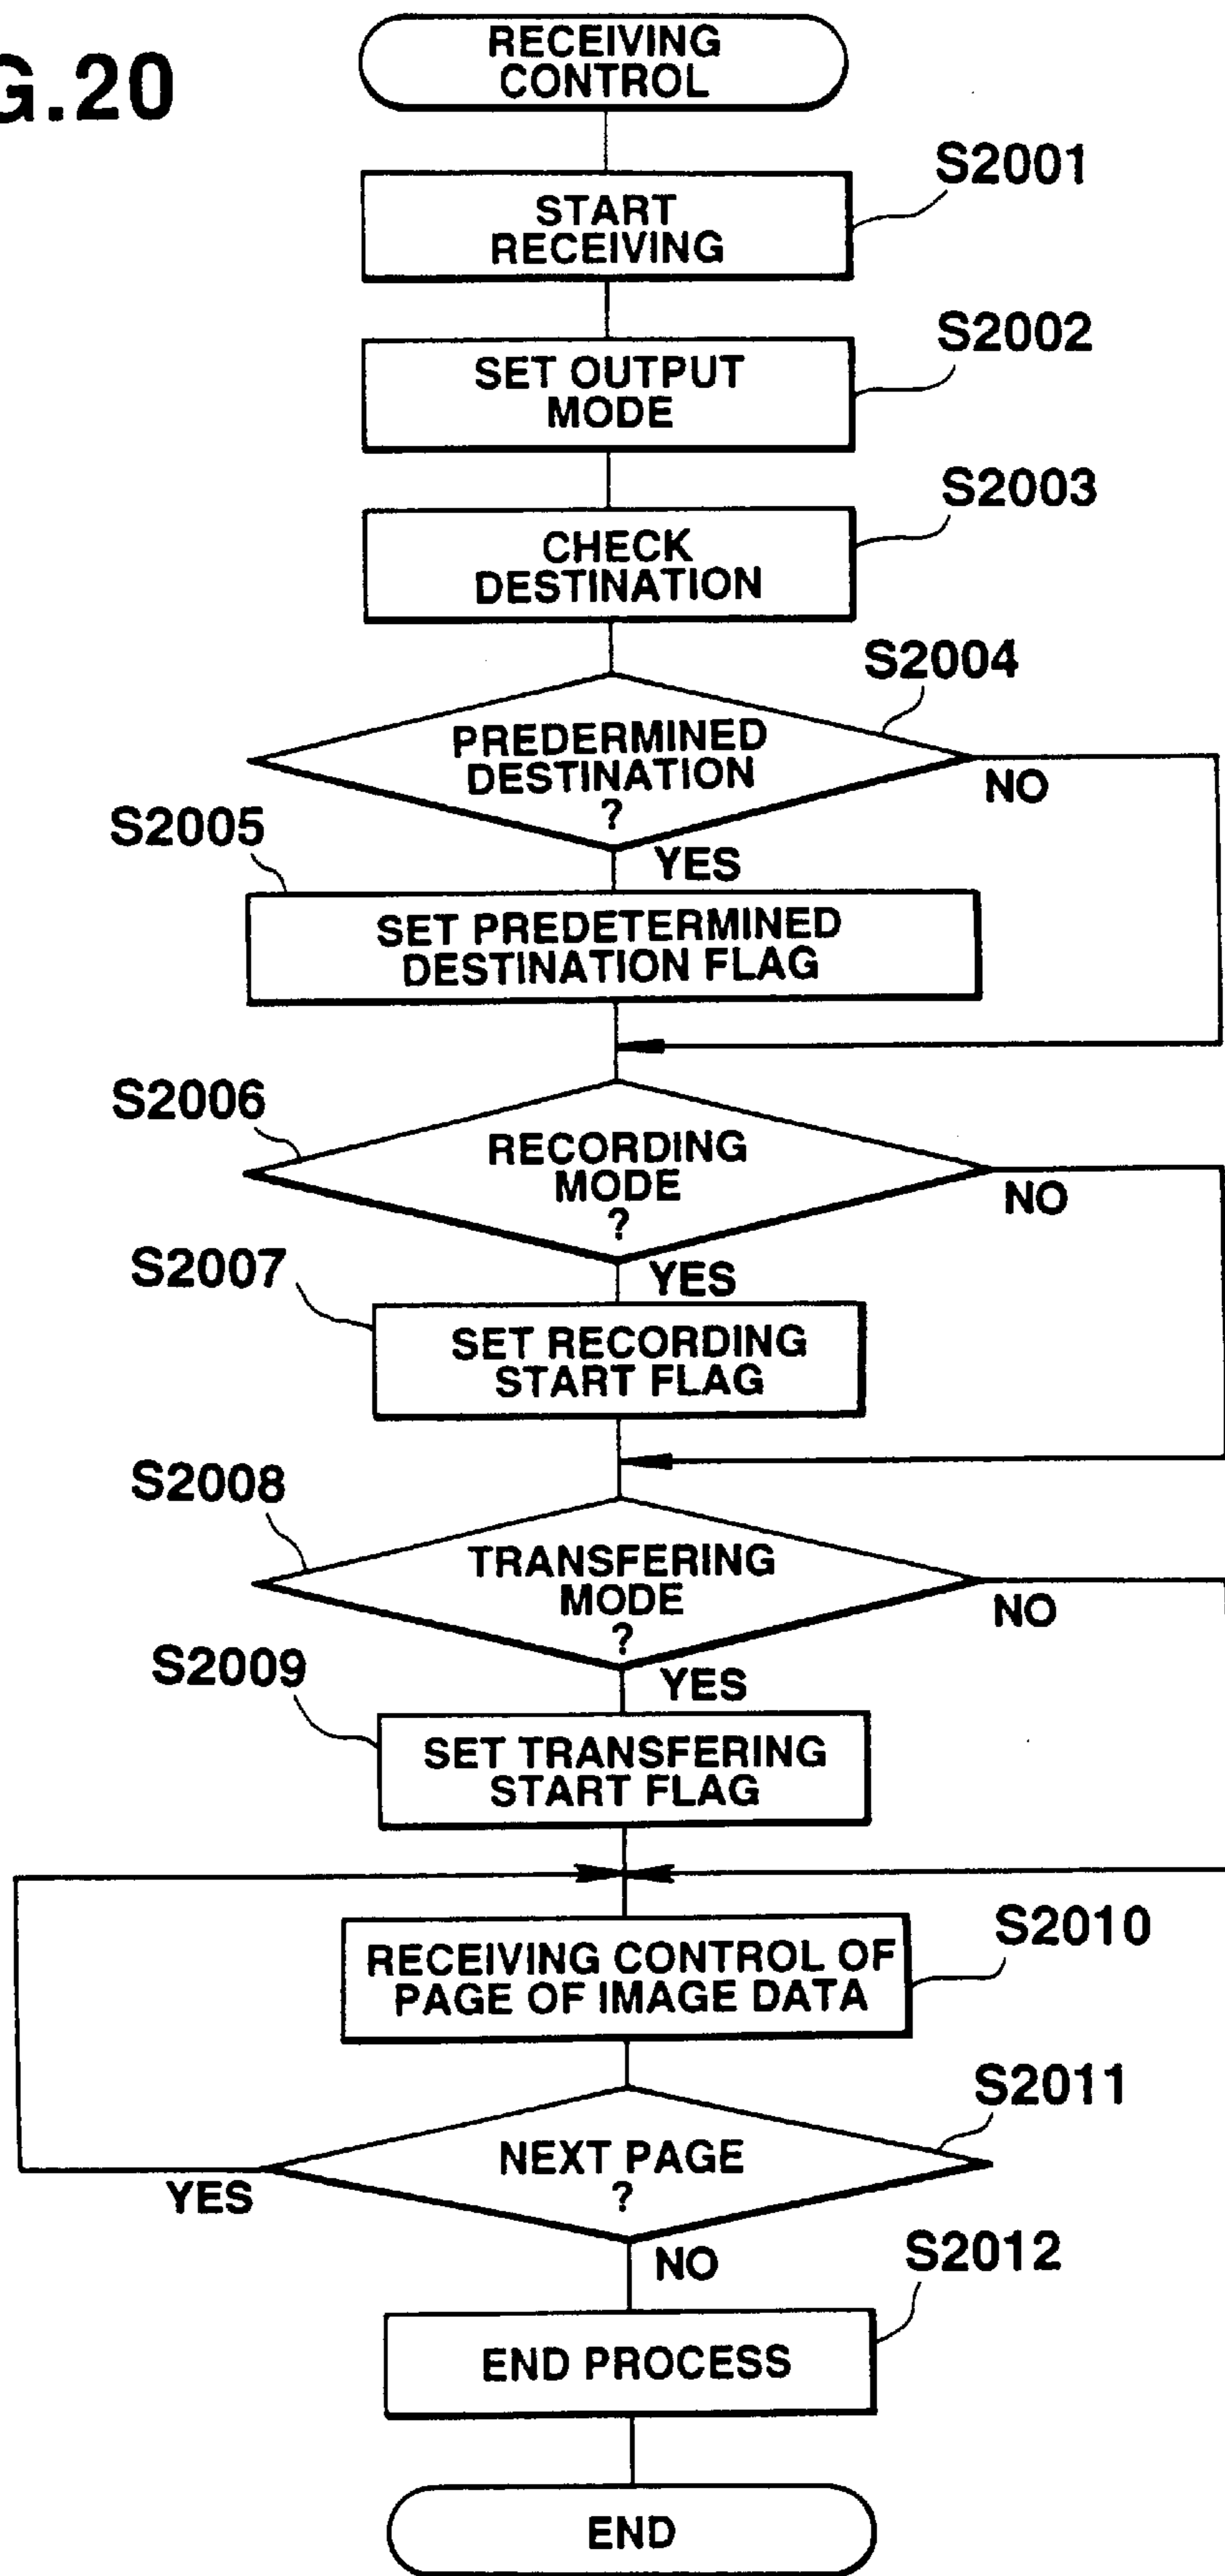 G.20
RECEIVING
CONTROL
S2001
START
RECEIVING
S2002
SET OUTPUT
MODE
S2003
CHECK
DESTINATION
S2004
PREDERMINED
DESTINATION
?
NO
YES
S2005
SET PREDETERMINED
DESTINATION FLAG
S2006
RECORDING
MODE
?
NO
YES
S2007
SET RECORDING
START FLAG
S2008
TRANSFERING
MODE
?
NO
YES
S2009
SET TRANSFERING
START FLAG
S2010
RECEIVING CONTROL OF
PAGE OF IMAGE DATA
S2011
NEXT PAGE
?
YES
NO
S2012
END PROCESS
END